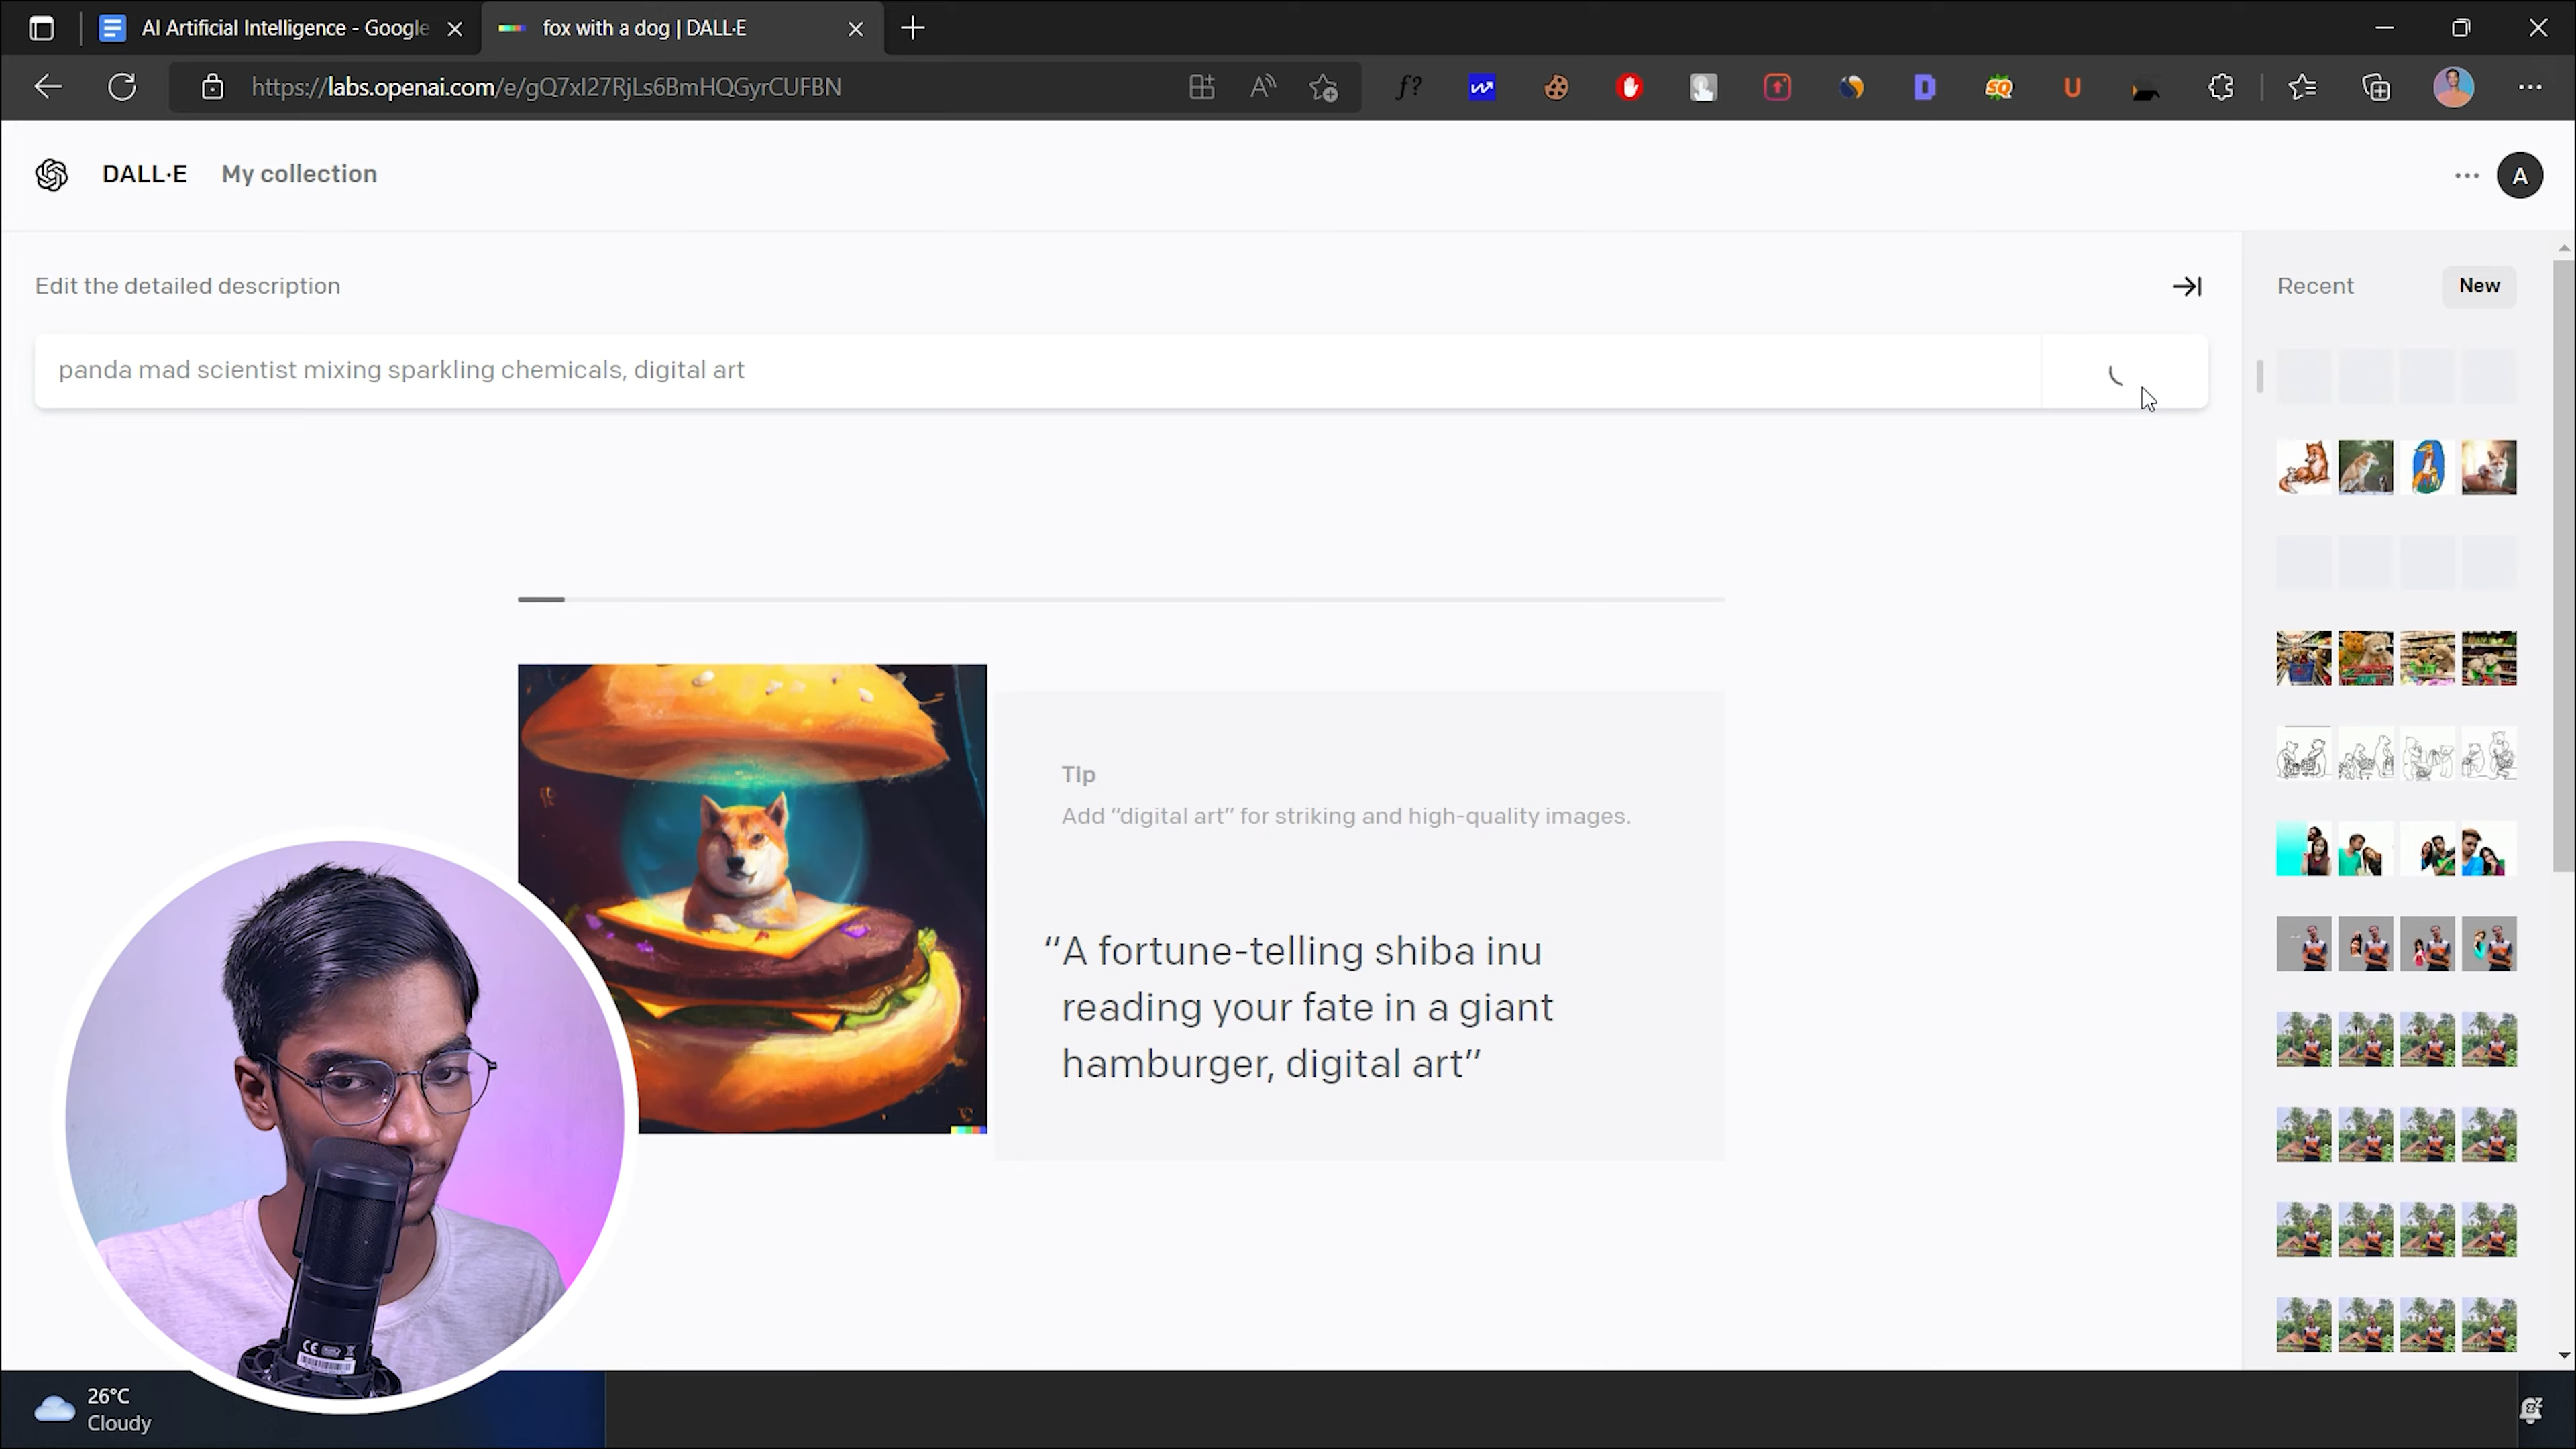 AI Artificial Intelligence - Google
fox with a dog | DALL·E
https://labs.openai.com/e/gQ7xI27RjLs6BmHQGyrCUFBN
DALL·E
My collection
A
Edit the detailed description
Recent
New
panda mad scientist mixing sparkling chemicals, digital art
Tip
Add “digital art” for striking and high-quality images.
“A fortune-telling shiba inu
reading your fate in a giant
hamburger, digital art”
CE
26°C
Cloudy